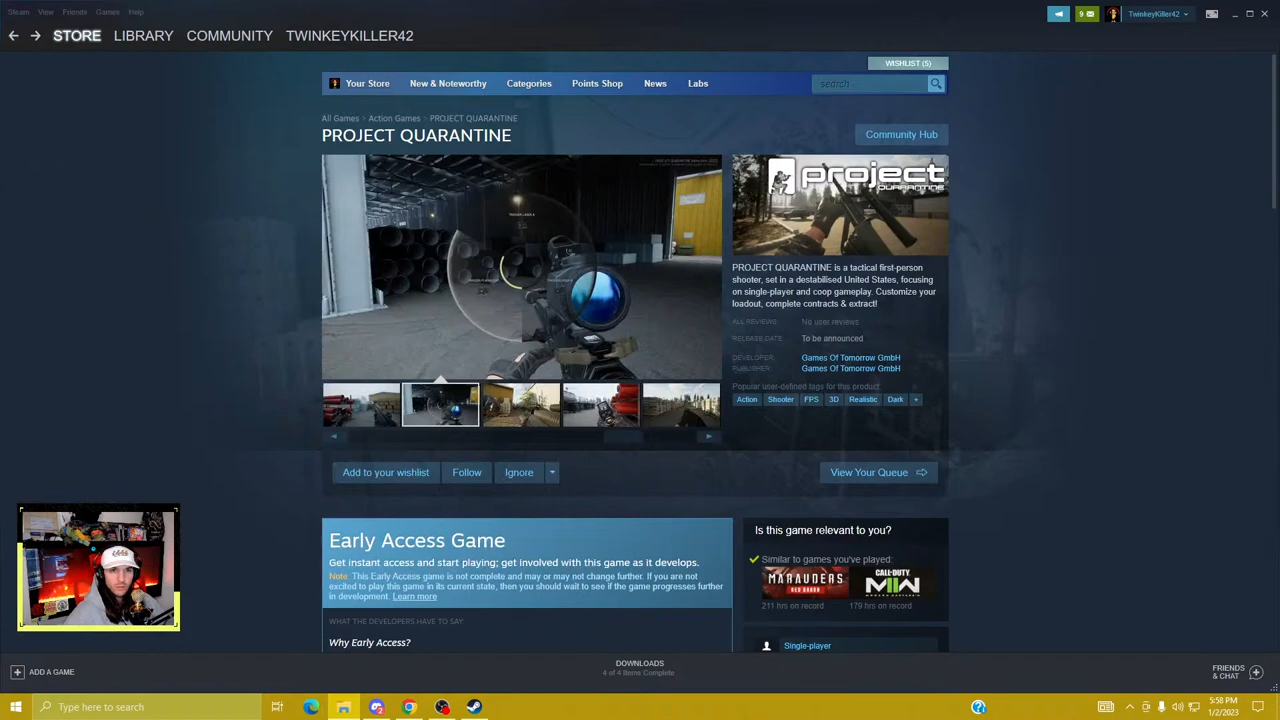 Steam View Friends Games Help
9
TwinkeyKiller42
STORE LIBRARY COMMUNITY TWINKEYKILLER42
WISHLIST (5)
Your Store New & Noteworthy Categories Points Shop News Labs
search
All Games > Action Games > PROJECT QUARANTINE
PROJECT QUARANTINE
Community Hub
project
QUARANTINE
PROJECT QUARANTINE is a tactical first-person
shooter, set in a destabilised United States, focusing
on single-player and coop gameplay. Customize your
loadout, complete contracts & extract!
ALL REVIEWS: No user reviews
RELEASE DATE: To be announced
DEVELOPER: Games Of Tomorrow GmbH
PUBLISHER: Games Of Tomorrow GmbH
Popular user-defined tags for this product:
Action Shooter FPS 3D Realistic Dark +
Add to your wishlist Follow Ignore
View Your Queue
Early Access Game
Get instant access and start playing; get involved with this game as it develops.
Note: This Early Access game is not complete and may or may not change further. If you are
not excited to play this game in its current state, then you should wait to see if the game progresses further
in development. Learn more
WHAT THE DEVELOPERS HAVE TO SAY:
Why Early Access?
Is this game relevant to you?
Similar to games you've played:
MARAUDERS
CALL OF DUTY
MW
211 hrs on record 179 hrs on record
Single-player
ADD A GAME
DOWNLOADS
4 of 4 Items Complete
FRIENDS
& CHAT
Type here to search
5:58 PM
1/2/2023